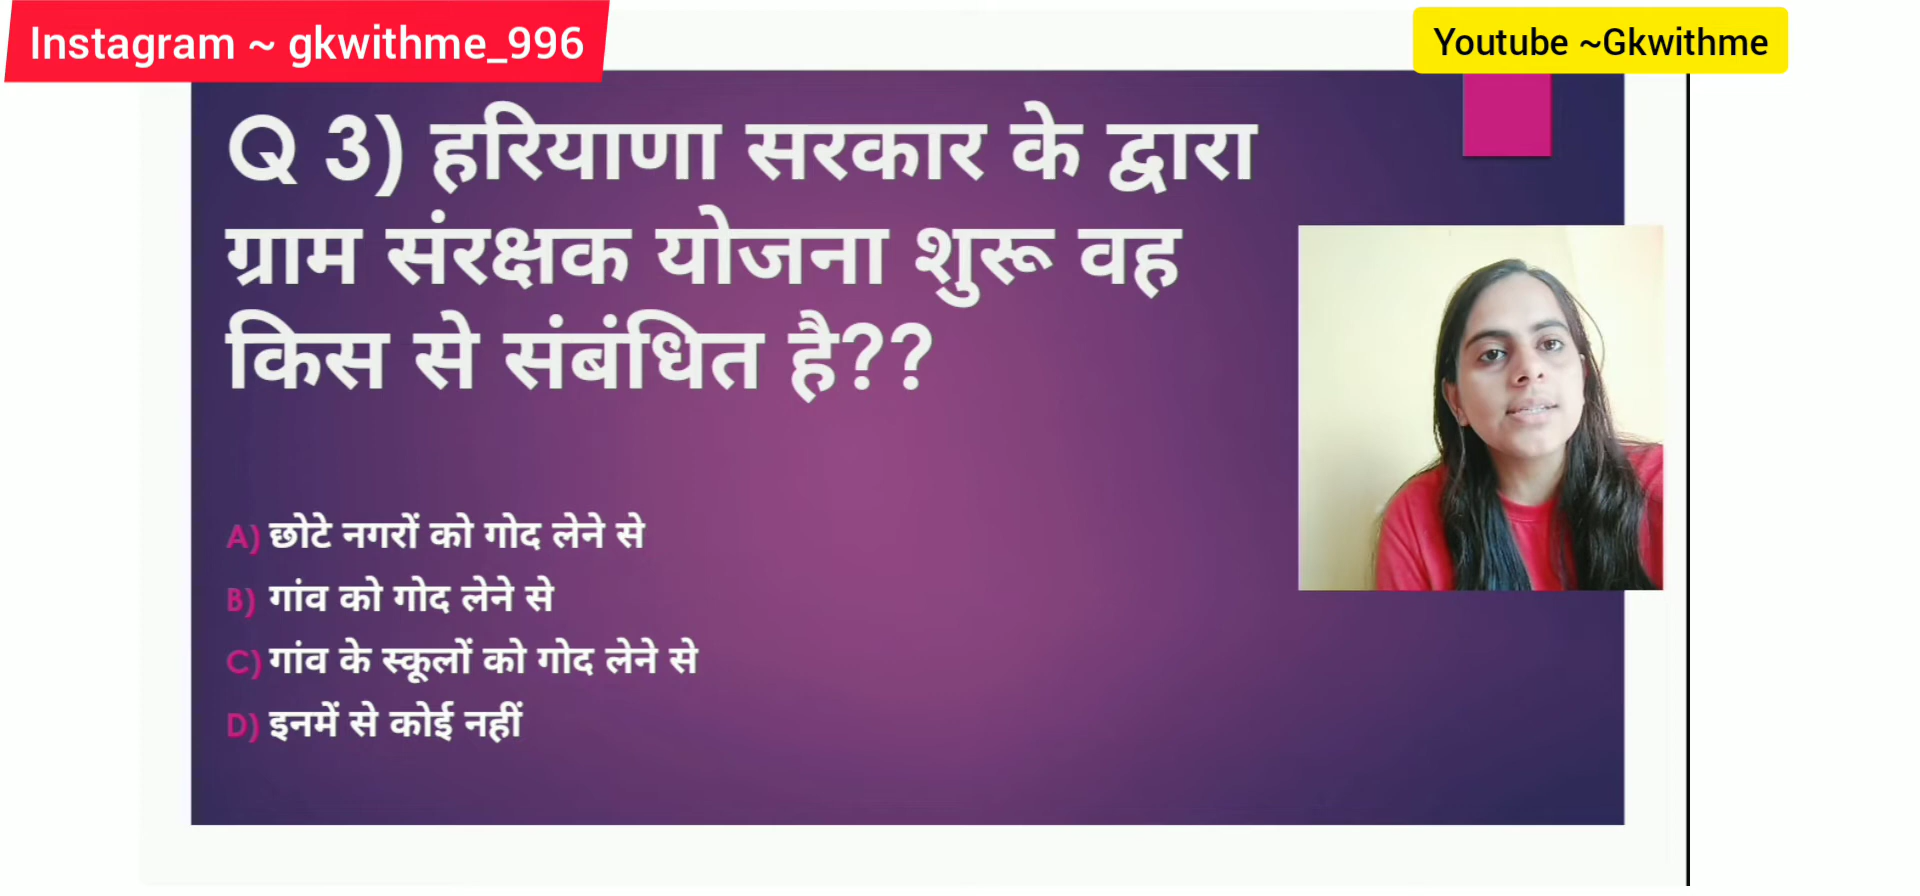 Instagram ~ gkwithme_996
Youtube ~Gkwithme
Q 3) हरियाणा सरकार के द्वारा
ग्राम संरक्षक योजना शुरू वह
किस से संबंधित है??
A) छोटे नगरों को गोद लेने से
B) गांव को गोद लेने से
C) गांव के स्कूलों को गोद लेने से
D) इनमें से कोई नहीं